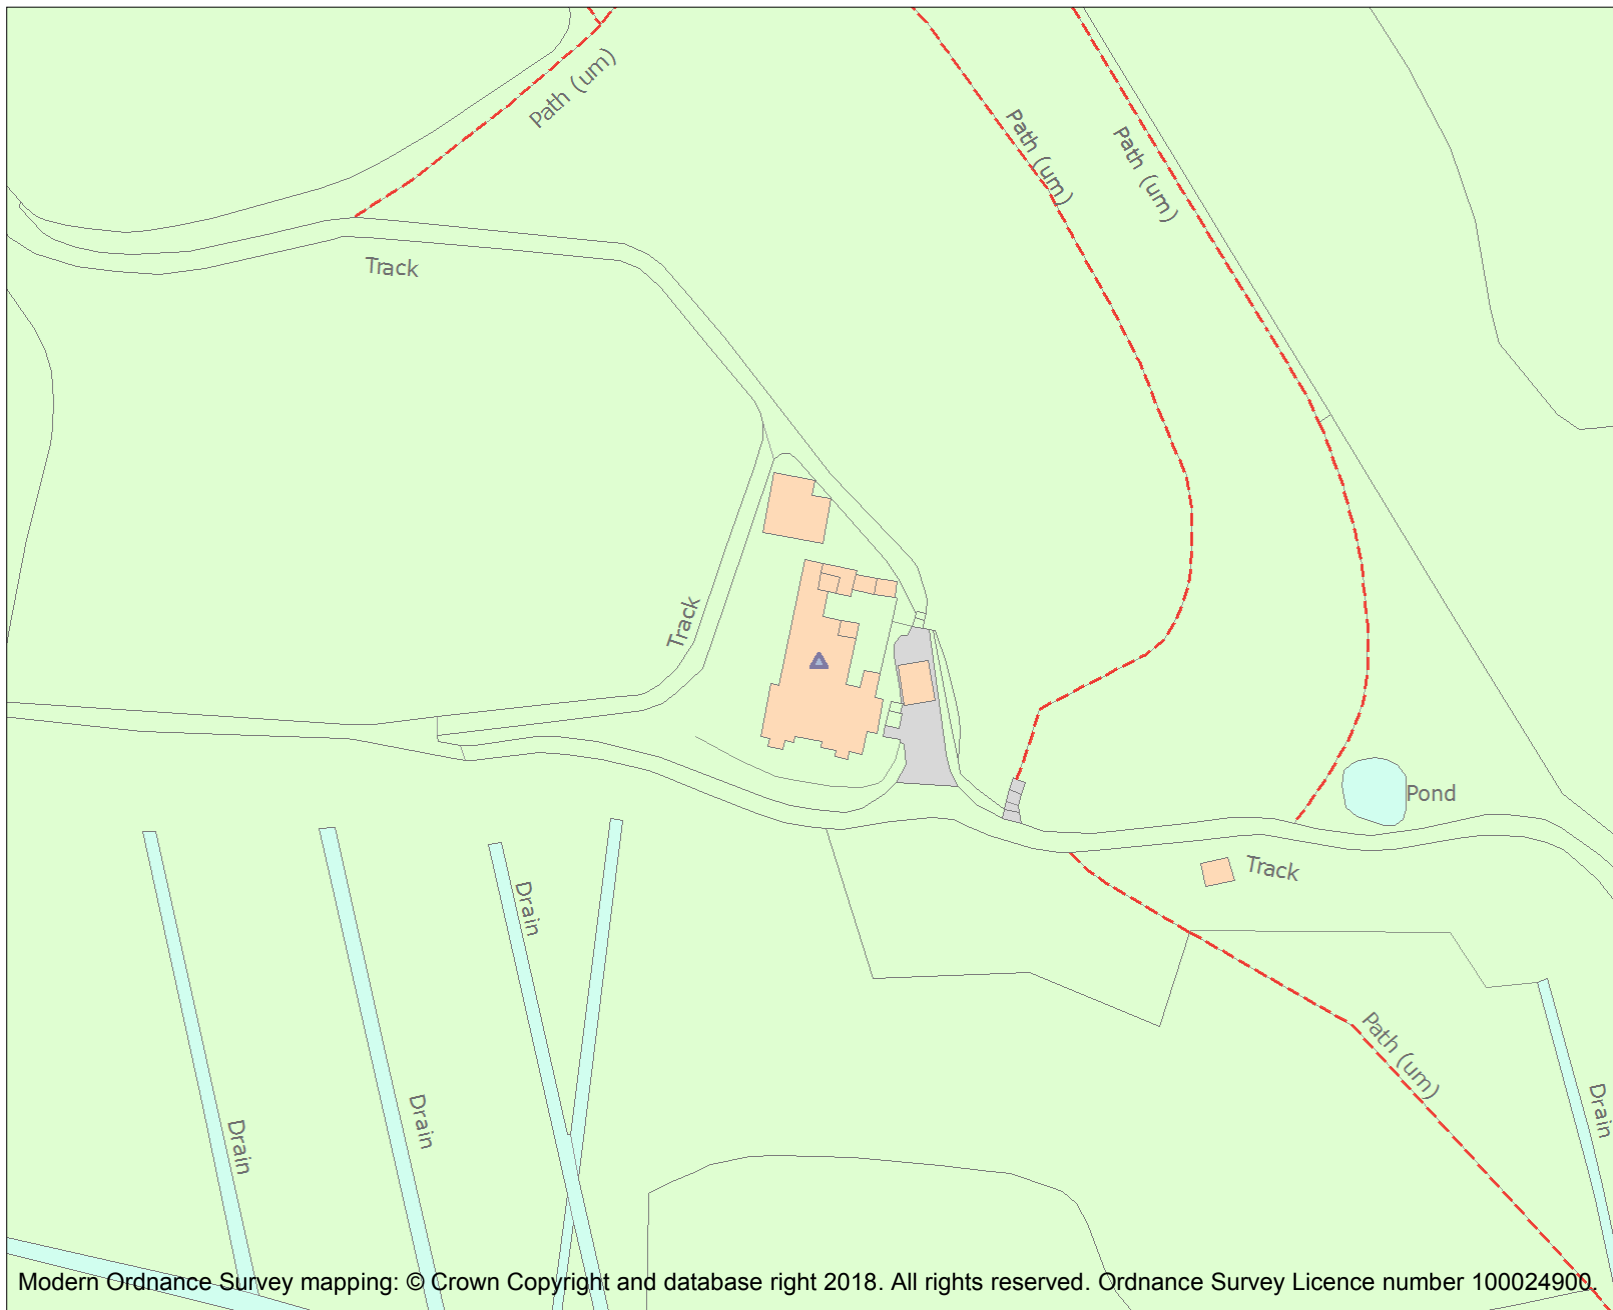 Path (um)
Path (um)
Path (um)
Track
Track
Pond
Track
Drain
Path (um)
Drain
Drain
Drain
Modern Ordnance Survey mapping: © Crown Copyright and database right 2018. All rights reserved. Ordnance Survey Licence number 100024900.